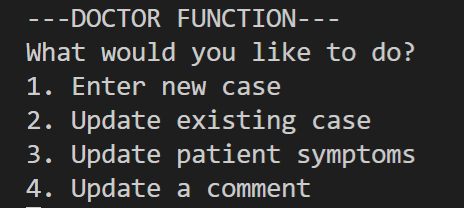 ---DOCTOR FUNCTION---
What would you like to do?
1. Enter new case
2. Update existing case
3. Update patient symptoms
4. Update a comment